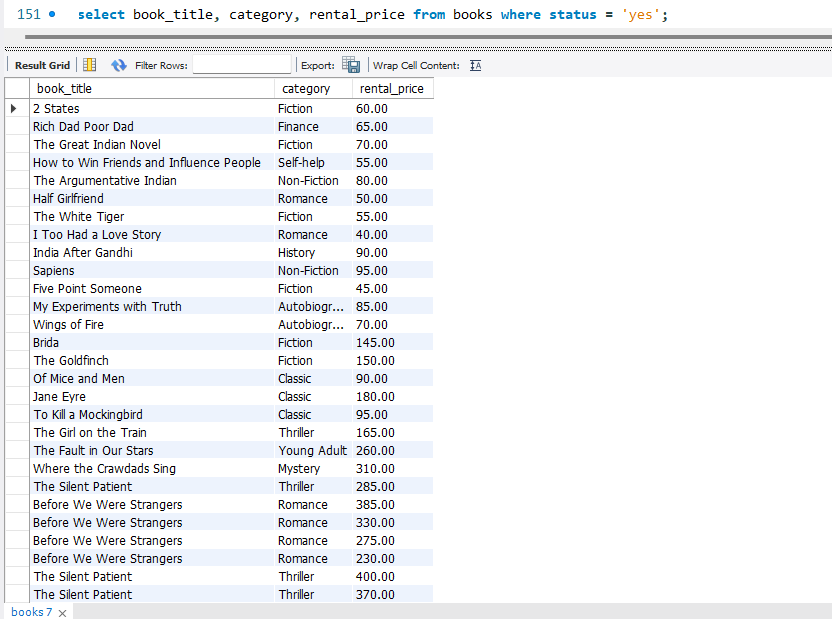 151 select book_title, category, rental_price from books where status = 'yes';
Result Grid Filter Rows: Export: Wrap Cell Content: IA
book_title category rental_price
2 States Fiction 60.00
Rich Dad Poor Dad Finance 65.00
The Great Indian Novel Fiction 70.00
How to Win Friends and Influence People Self-help 55.00
The Argumentative Indian Non-Fiction 80.00
Half Girlfriend Romance 50.00
The White Tiger Fiction 55.00
I Too Had a Love Story Romance 40.00
India After Gandhi History 90.00
Sapiens Non-Fiction 95.00
Five Point Someone Fiction 45.00
My Experiments with Truth Autobiogr... 85.00
Wings of Fire Autobiogr... 70.00
Brida Fiction 145.00
The Goldfinch Fiction 150.00
Of Mice and Men Classic 90.00
Jane Eyre Classic 180.00
To Kill a Mockingbird Classic 95.00
The Girl on the Train Thriller 165.00
The Fault in Our Stars Young Adult 260.00
Where the Crawdads Sing Mystery 310.00
The Silent Patient Thriller 285.00
Before We Were Strangers Romance 385.00
Before We Were Strangers Romance 330.00
Before We Were Strangers Romance 275.00
Before We Were Strangers Romance 230.00
The Silent Patient Thriller 400.00
The Silent Patient Thriller 370.00
books 7